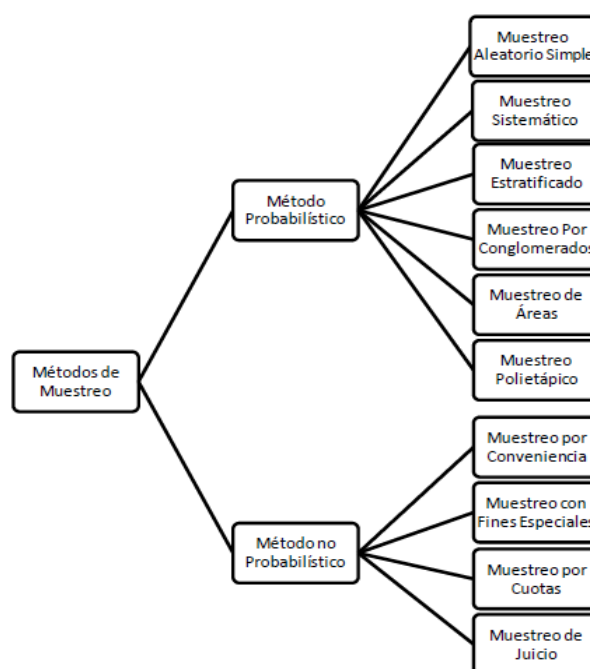 Métodos de
Muestreo
Método
Probabilístico
Muestreo
Aleatorio Simple
Muestreo
Sistemático
Muestreo
Estratificado
Muestreo Por
Conglomerados
Muestreo de
Áreas
Muestreo
Polietápico
Método no
Probabilístico
Muestreo por
Conveniencia
Muestreo con
Fines Especiales
Muestreo por
Cuotas
Muestreo de
Juicio